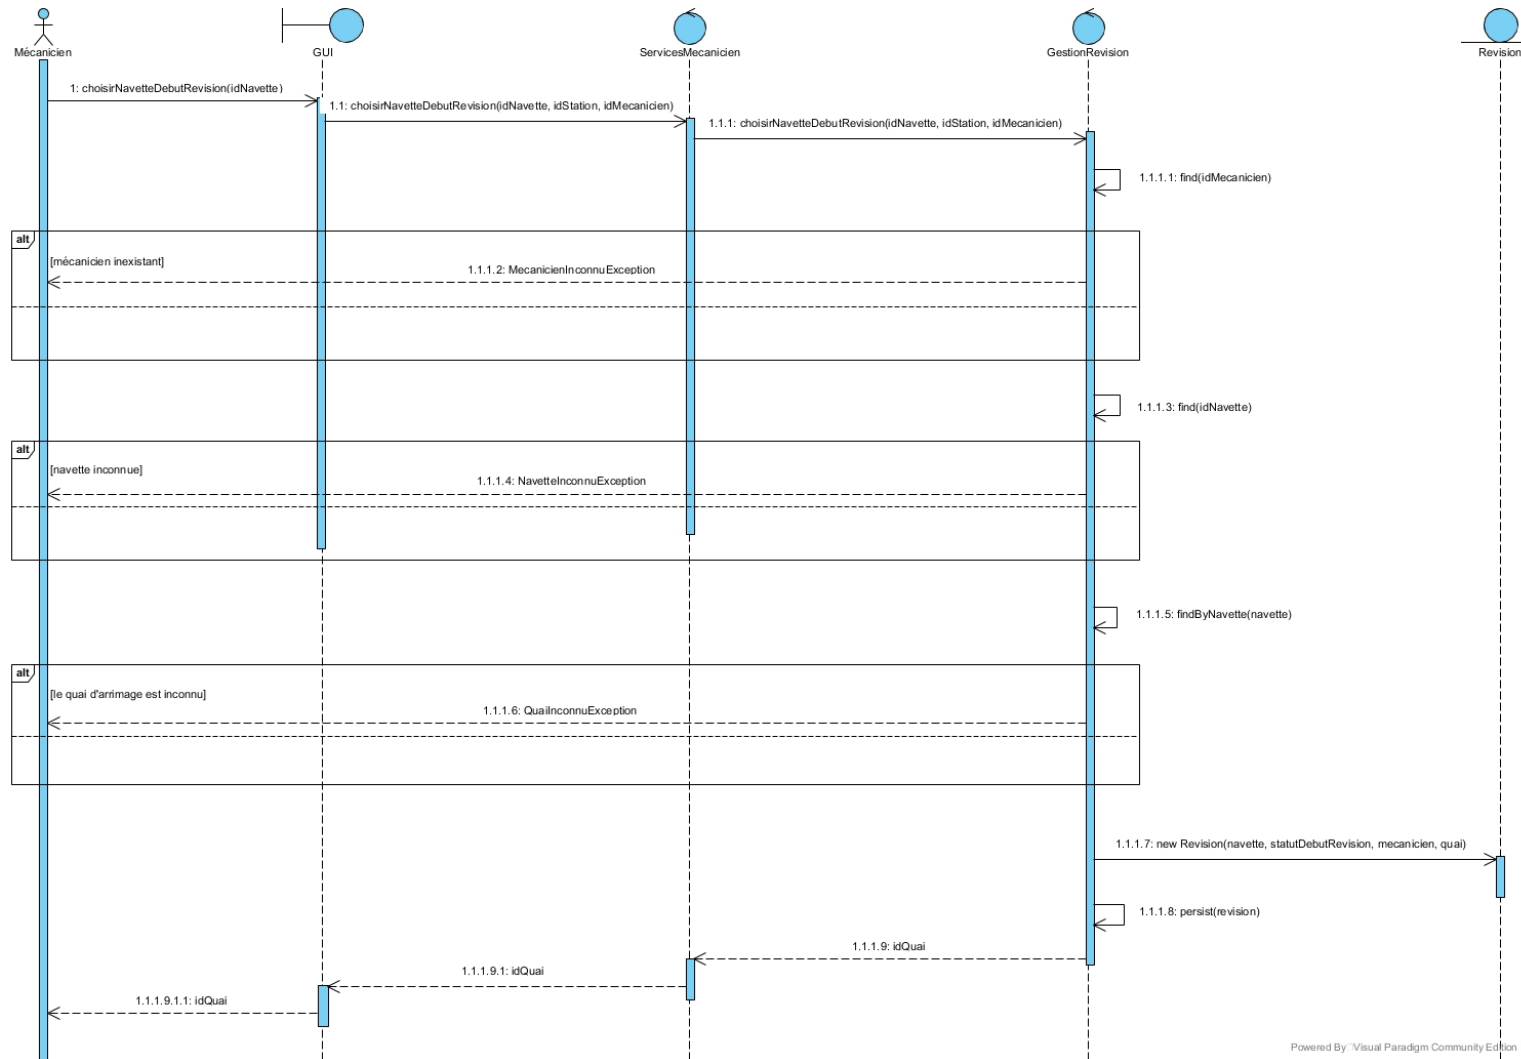 Mécanicien
GUI
ServicesMecanicien
GestionRevision
Revision
1: choisirNavetteDebutRevision(idNavette)
1.1: choisirNavetteDebutRevision(idNavette, idStation, idMecanicien)
1.1.1: choisirNavetteDebutRevision(idNavette, idStation, idMecanicien)
1.1.1.1: find(idMecanicien)
alt
[mécanicien inexistant]
1.1.1.2: MecanicienInconnuException
1.1.1.3: find(idNavette)
alt
[navette inconnue]
1.1.1.4: NavetteInconnuException
1.1.1.5: findByNavette(navette)
alt
[le quai d'arrimage est inconnu]
1.1.1.6: QuaiInconnuException
1.1.1.7: new Revision(navette, statutDebutRevision, mecanicien, quai)
1.1.1.8: persist(revision)
1.1.1.9: idQuai
1.1.1.9.1: idQuai
1.1.1.9.1.1: idQuai
Powered By Visual Paradigm Community Edition